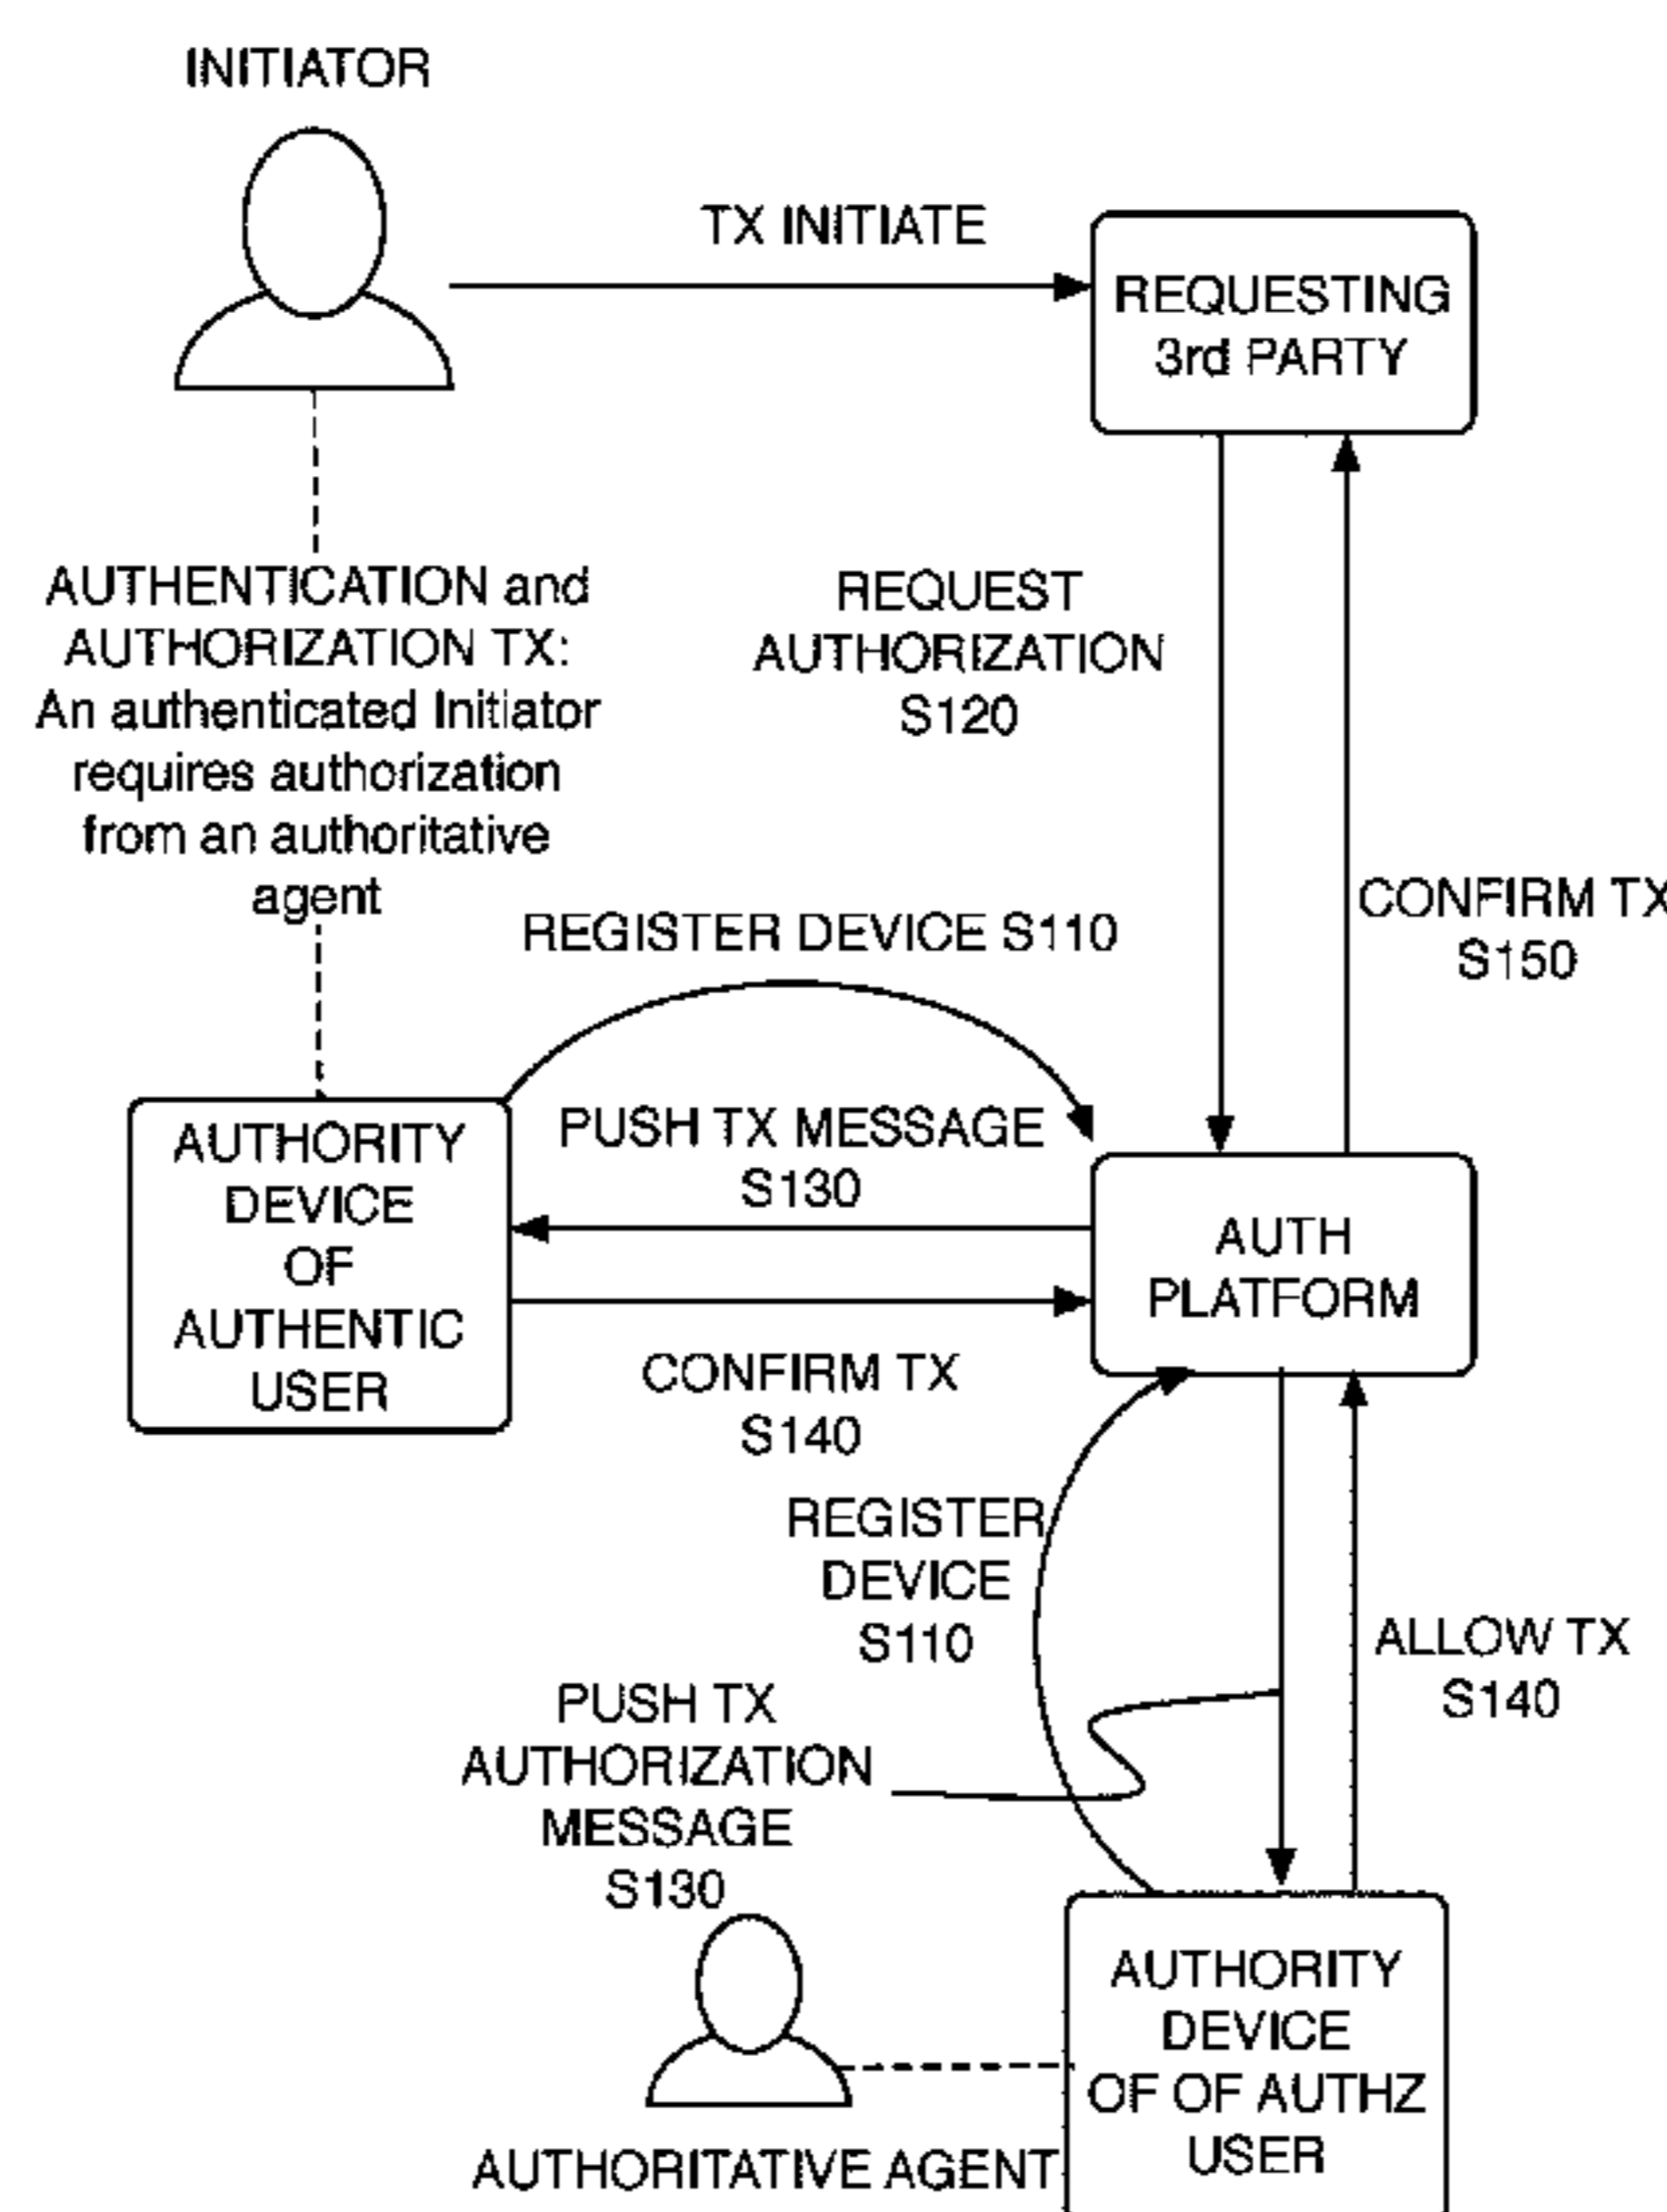 INITIATOR
TX INITIATE
REQUESTING
3rd PARTY
AUTHENTICATION and
AUTHORIZATION TX:
An authenticated Initiator
requires authorization
from an authoritative
agent
REQUEST
AUTHORIZATION
S120
CONFIRM TX
S150
REGISTER DEVICE S110
PUSH TX MESSAGE
S130
AUTHORITY
DEVICE
OF
AUTHENTIC
USER
AUTH
PLATFORM
CONFIRM TX
S140
REGISTER
DEVICE
S110
ALLOW TX
S140
PUSH TX
AUTHORIZATION
MESSAGE
S130
AUTHORITY
DEVICE
OF OF AUTHZ
USER
AUTHORITATIVE AGENT